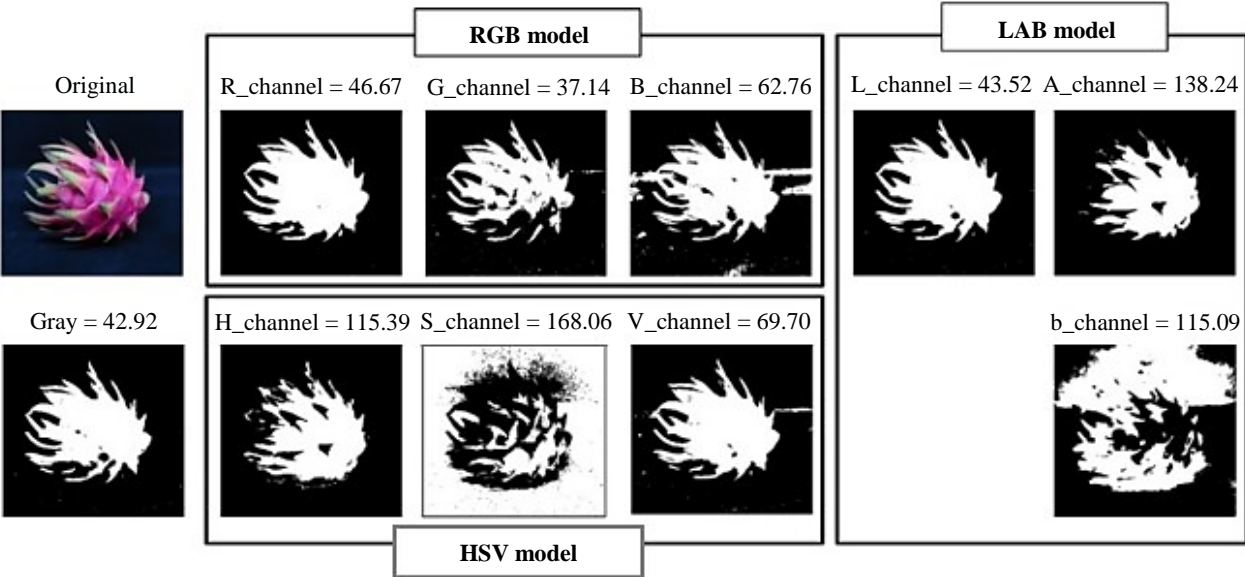 RGB model
LAB model
Original
R_channel = 46.67
G_channel = 37.14
B_channel = 62.76
L_channel = 43.52
A_channel = 138.24
Gray = 42.92
H_channel = 115.39
S_channel = 168.06
V_channel = 69.70
b_channel = 115.09
HSV model